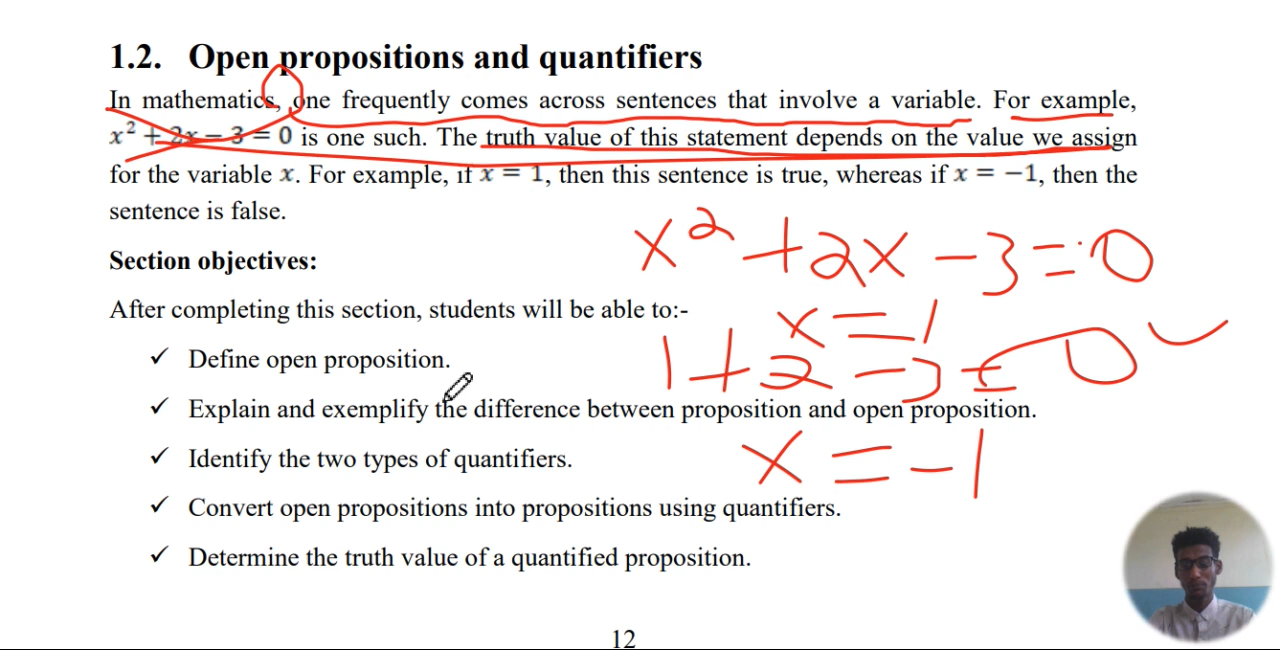 1.2. Open propositions and quantifiers
In mathematics, one frequently comes across sentences that involve a variable. For example,
x² + 2x − 3 = 0 is one such. The truth value of this statement depends on the value we assign
for the variable x. For example, if x = 1, then this sentence is true, whereas if x = −1, then the
sentence is false.
x² + 2x − 3 = 0
Section objectives:
After completing this section, students will be able to:-
x = 1
✓ Define open proposition.
1 + 2 − 3 = 0 ✓
✓ Explain and exemplify the difference between proposition and open proposition.
✓ Identify the two types of quantifiers.
x = −1
✓ Convert open propositions into propositions using quantifiers.
✓ Determine the truth value of a quantified proposition.
12